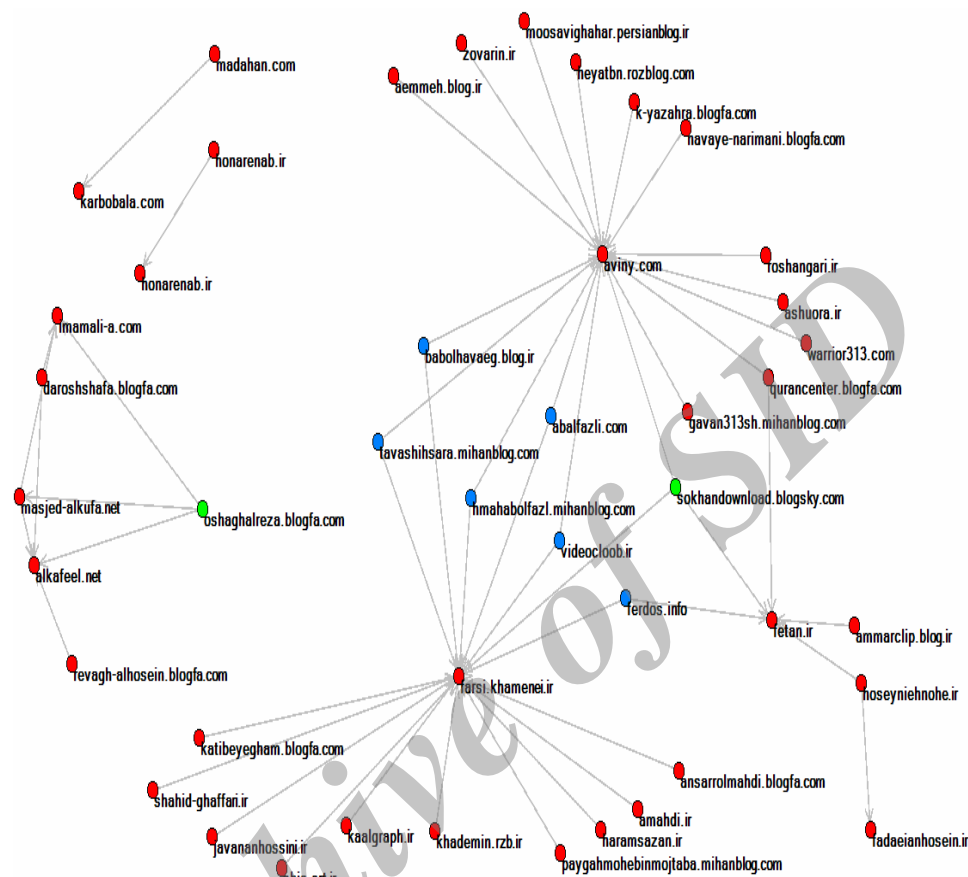 moosavighahar.persianblog.ir
zovarin.ir
madahan.com
heyatbn.rozblog.com
aemmeh.blog.ir
k-yazahra.blogfa.com
navaye-narimani.blogfa.com
honarenab.ir
karbobala.com
aviny.com
roshangari.ir
honarenab.ir
ashuora.ir
imamali-a.com
babolhavaeg.blog.ir
warrior313.com
daroshshafa.blogfa.com
qurancenter.blogfa.com
gavan313sh.mihanblog.com
abalfazli.com
tavashihsara.mihanblog.com
sokhandownload.blogsky.com
masjed-alkufa.net
hmahabolfazl.mihanblog.com
oshaghalreza.blogfa.com
videocloob.ir
alkafeel.net
ferdos.info
fetan.ir
ammarclip.blog.ir
revagh-alhosein.blogfa.com
farsi.khamenei.ir
hoseyniehnohe.ir
katibeyegham.blogfa.com
ansarrolmahdi.blogfa.com
shahid-ghaffari.ir
amahdi.ir
javananhossini.ir
kaalgraph.ir
khademin.rzb.ir
haramsazan.ir
fadaeianhosein.ir
paygahmohebinmojtaba.mihanblog.com
hive of SID